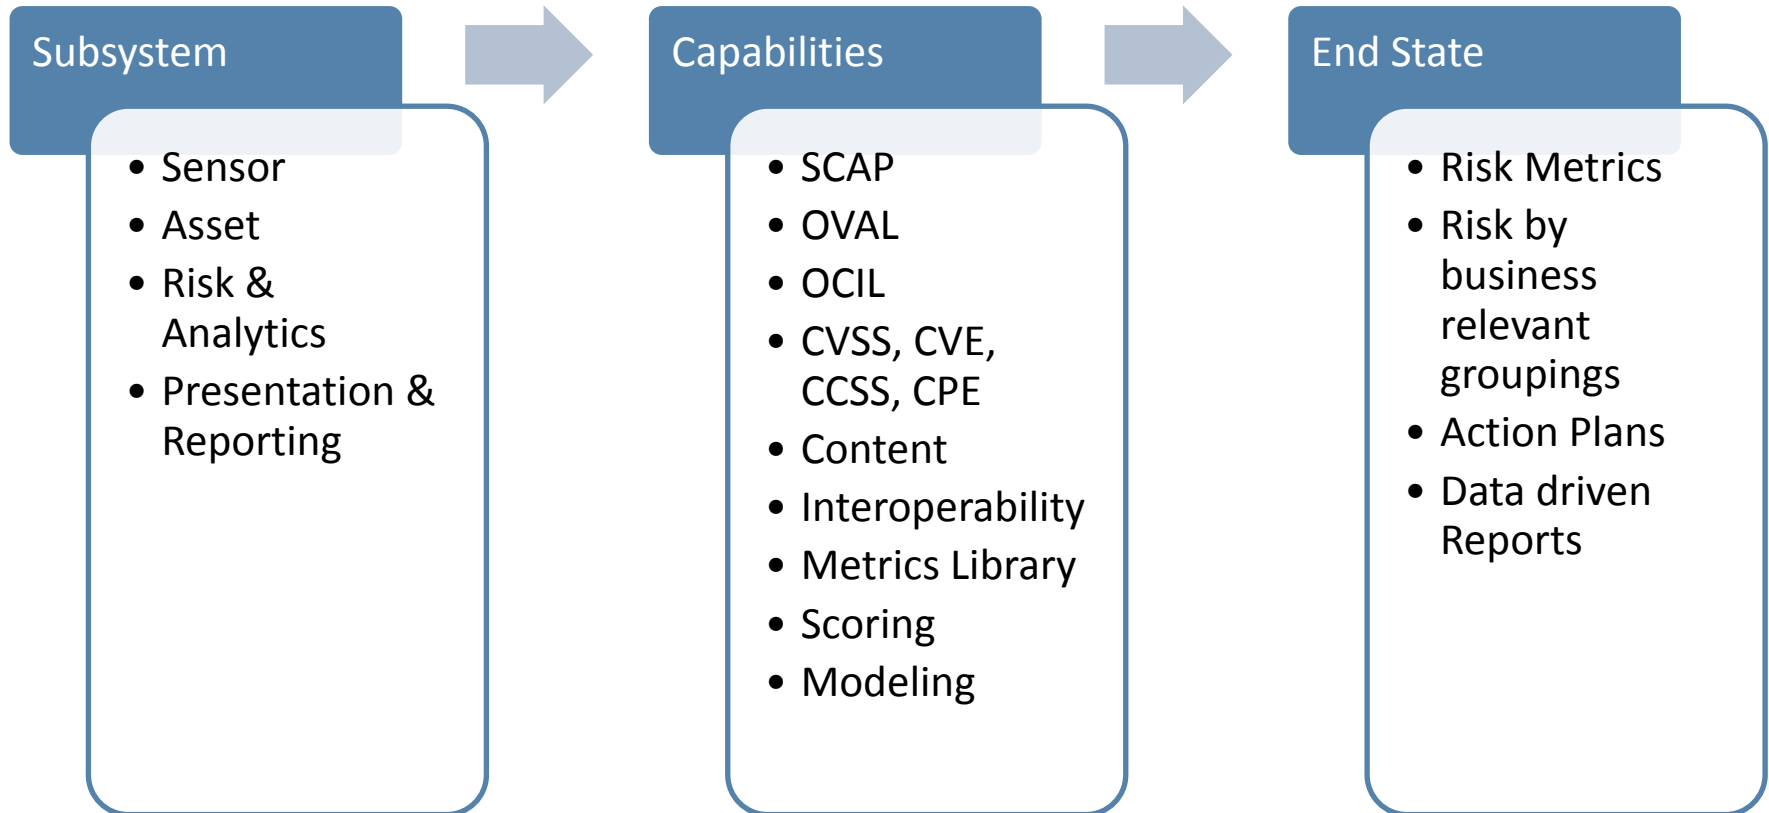 Subsystem
• Sensor
• Asset
• Risk &
Analytics
• Presentation &
Reporting
Capabilities
• SCAP
• OVAL
• OCIL
• CVSS, CVE,
CCSS, CPE
• Content
• Interoperability
• Metrics Library
• Scoring
• Modeling
End State
• Risk Metrics
• Risk by
business
relevant
groupings
• Action Plans
• Data driven
Reports